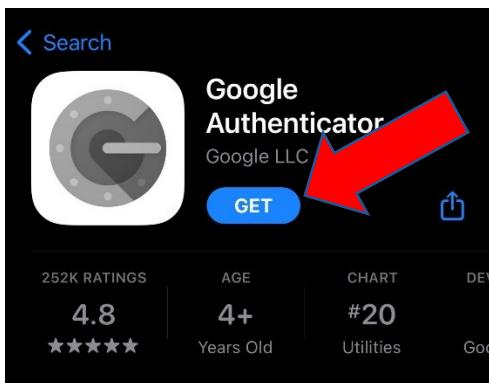 Search
Google
Authenticator
Google LLC
GET
252K RATINGS AGE CHART
4.8 4+ #20
Years Old Utilities